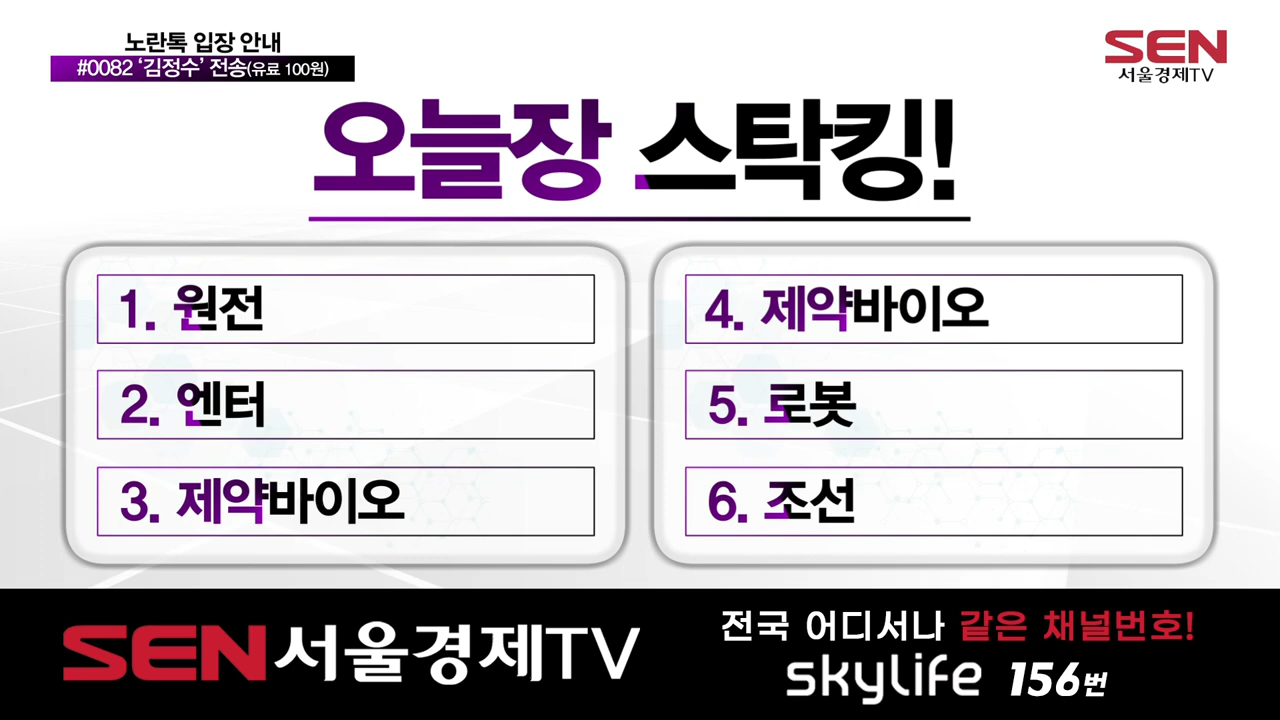 노란톡 입장 안내
#0082 ‘김정수’ 전송(유료 100원)
SEN
서울경제TV
오늘장 스탁킹!
1. 원전
2. 엔터
3. 제약바이오
4. 제약바이오
5. 로봇
6. 조선
SEN서울경제TV
전국 어디서나 같은 채널번호!
skylife 156번